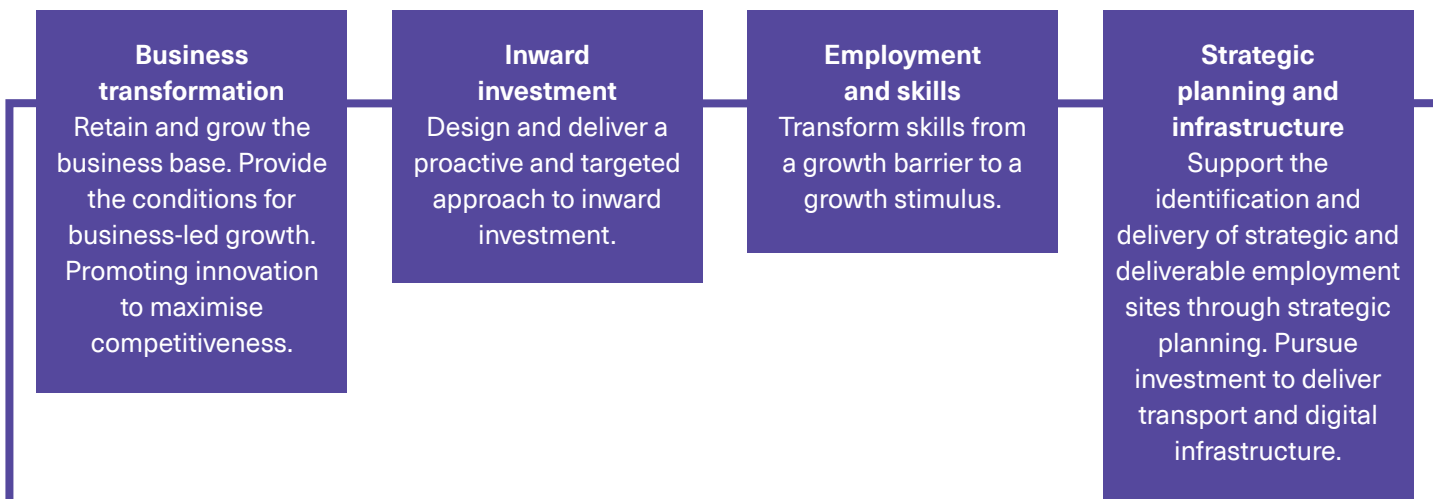 Business
transformation
Retain and grow the
business base. Provide
the conditions for
business-led growth.
Promoting innovation
to maximise
competitiveness.
Inward
investment
Design and deliver a
proactive and targeted
approach to inward
investment.
Employment
and skills
Transform skills from
a growth barrier to a
growth stimulus.
Strategic
planning and
infrastructure
Support the
identification and
delivery of strategic and
deliverable employment
sites through strategic
planning. Pursue
investment to deliver
transport and digital
infrastructure.